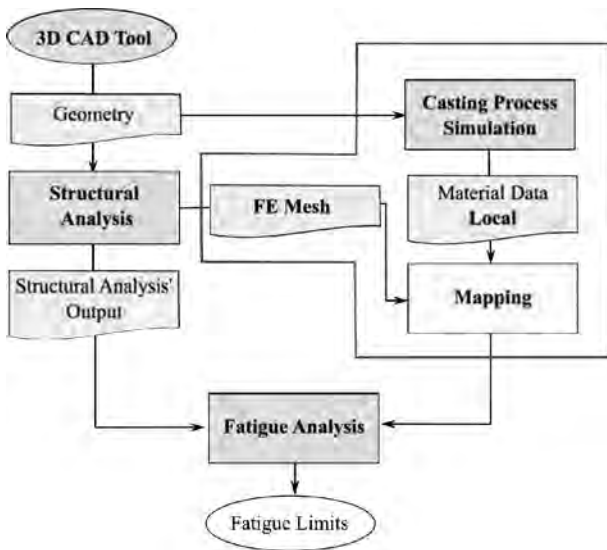 3D CAD Tool
Geometry
Casting Process
Simulation
Structural
Analysis
FE Mesh
Material Data
Local
Structural Analysis'
Output
Mapping
Fatigue Analysis
Fatigue Limits